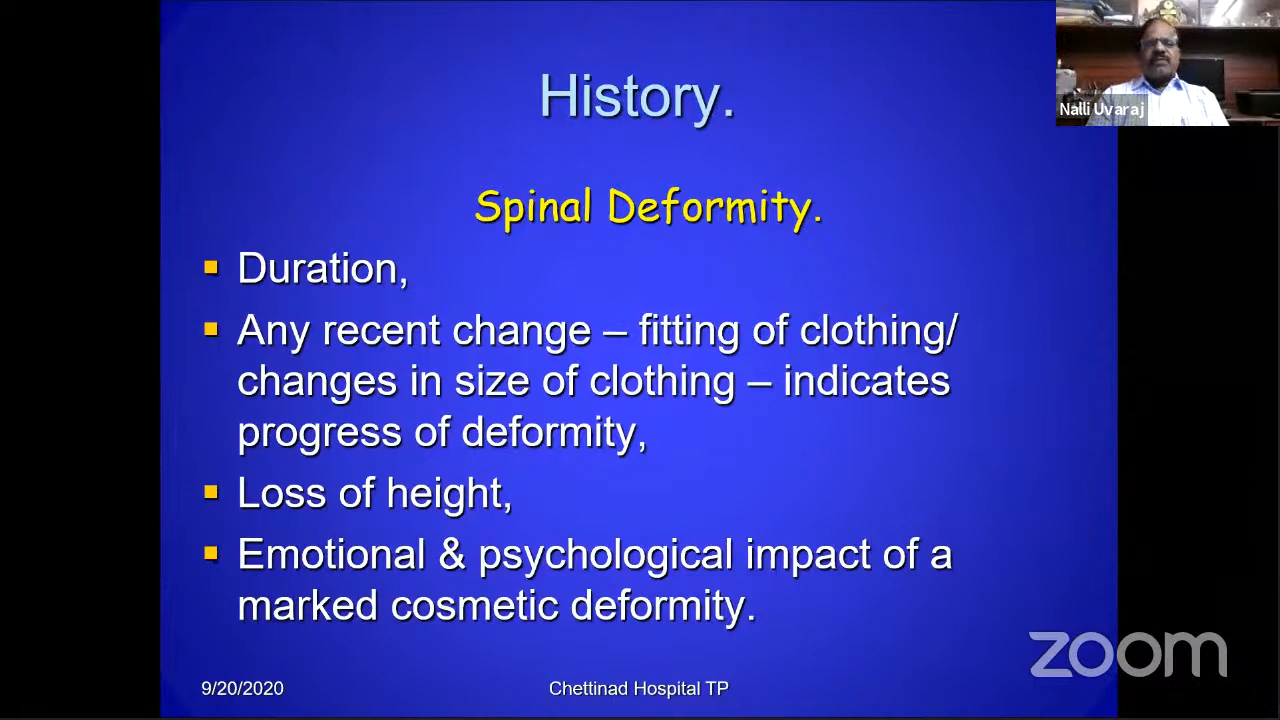 Nalli Uvaraj
History.
Spinal Deformity.
Duration,
Any recent change – fitting of clothing/
changes in size of clothing – indicates
progress of deformity,
Loss of height,
Emotional & psychological impact of a
marked cosmetic deformity.
zoom
9/20/2020
Chettinad Hospital TP